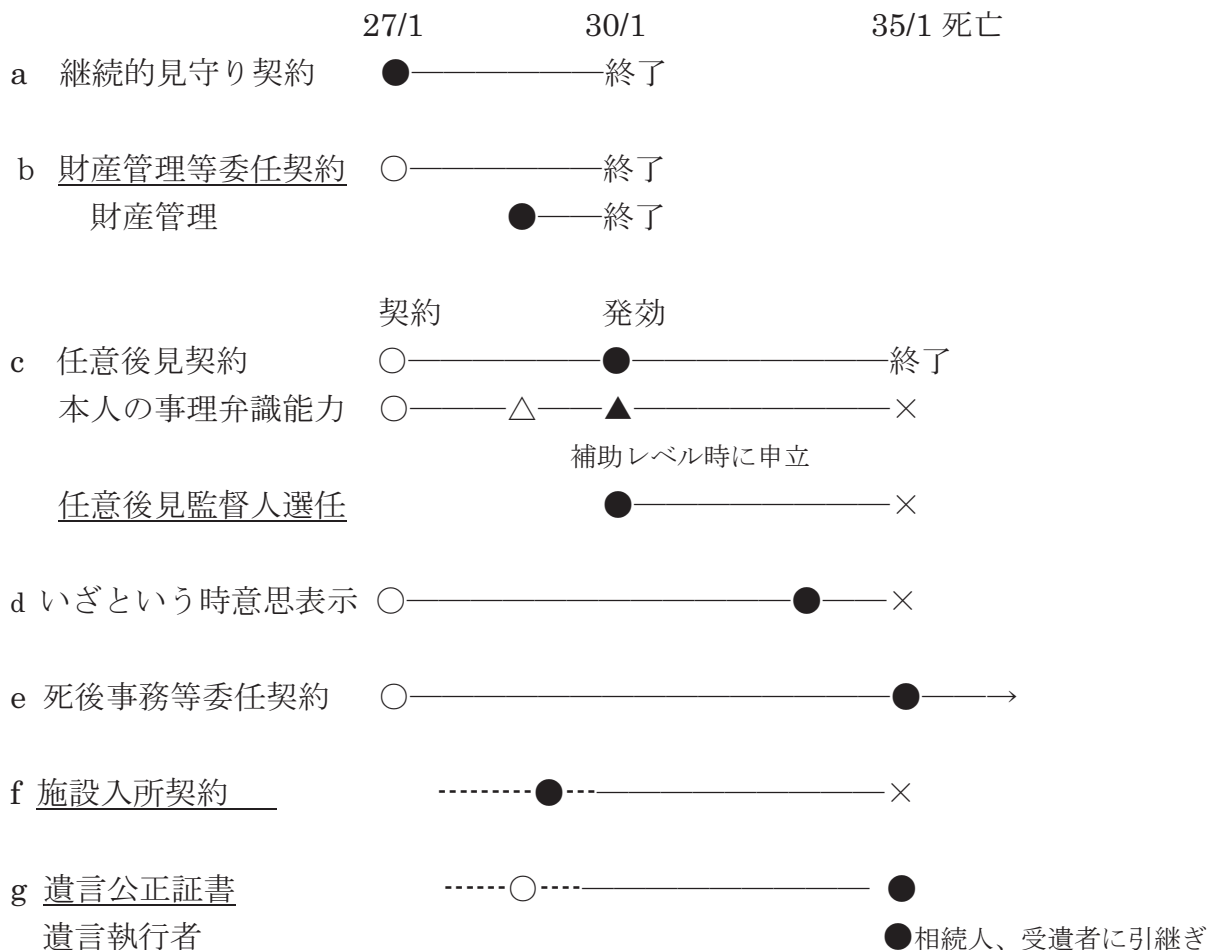 27/1 30/1 35/1 死亡
a 継続的見守り契約 ●――――――終了
b 財産管理等委任契約 ○――――――終了
財産管理 ●――終了
契約 発効
c 任意後見契約 ○――――――●――――――――終了
本人の事理弁識能力 ○―――△――▲――――――――×
補助レベル時に申立
任意後見監督人選任 ●――――――――×
d いざという時意思表示 ○――――――――――――●――×
e 死後事務等委任契約 ○―――――――――――――――●――→
f 施設入所契約 ---------●---―――――――――×
g 遺言公正証書 ------○----――――――――― ●
遺言執行者 ●相続人、受遺者に引継ぎ